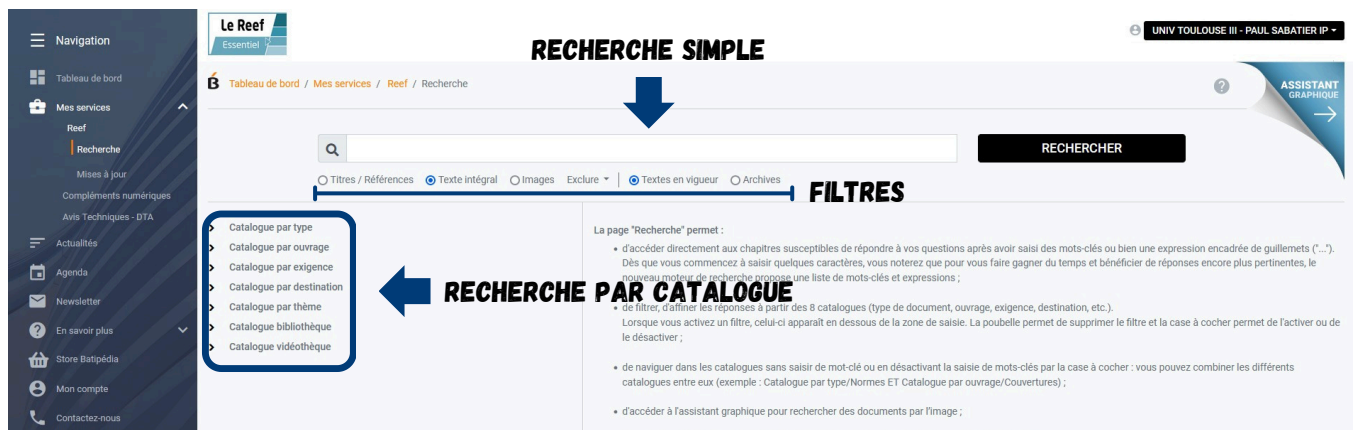 Navigation
Tableau de bord
Mes services
Reef
Recherche
Mises à jour
Compléments numériques
Avis Techniques - DTA
Actualités
Agenda
Newsletter
En savoir plus
Store Batipédia
Mon compte
Contactez-nous
Le Reef
Essentiel
RECHERCHE SIMPLE
UNIV TOULOUSE III - PAUL SABATIER IP
Tableau de bord / Mes services / Reef / Recherche
ASSISTANT
GRAPHIQUE
RECHERCHER
Titres / Références Texte intégral Images Exclure Textes en vigueur Archives
FILTRES
Catalogue par type
Catalogue par ouvrage
Catalogue par exigence
Catalogue par destination
Catalogue par thème
Catalogue bibliothèque
Catalogue vidéothèque
RECHERCHE PAR CATALOGUE
La page "Recherche" permet :
• d'accéder directement aux chapitres susceptibles de répondre à vos questions après avoir saisi des mots-clés ou bien une expression encadrée de guillemets ("...").
Dès que vous commencez à saisir quelques caractères, vous noterez que pour vous faire gagner du temps et bénéficier de réponses encore plus pertinentes, le
nouveau moteur de recherche propose une liste de mots-clés et expressions ;
• de filtrer, d'affiner les réponses à partir des 8 catalogues (type de document, ouvrage, exigence, destination, etc.).
Lorsque vous activez un filtre, celui-ci apparaît en dessous de la zone de saisie. La poubelle permet de supprimer le filtre et la case à cocher permet de l'activer ou de
le désactiver ;
• de naviguer dans les catalogues sans saisir de mot-clé ou en désactivant la saisie de mots-clés par la case à cocher : vous pouvez combiner les différents
catalogues entre eux (exemple : Catalogue par type/Normes ET Catalogue par ouvrage/Couvertures) ;
• d'accéder à l'assistant graphique pour rechercher des documents par l'image ;